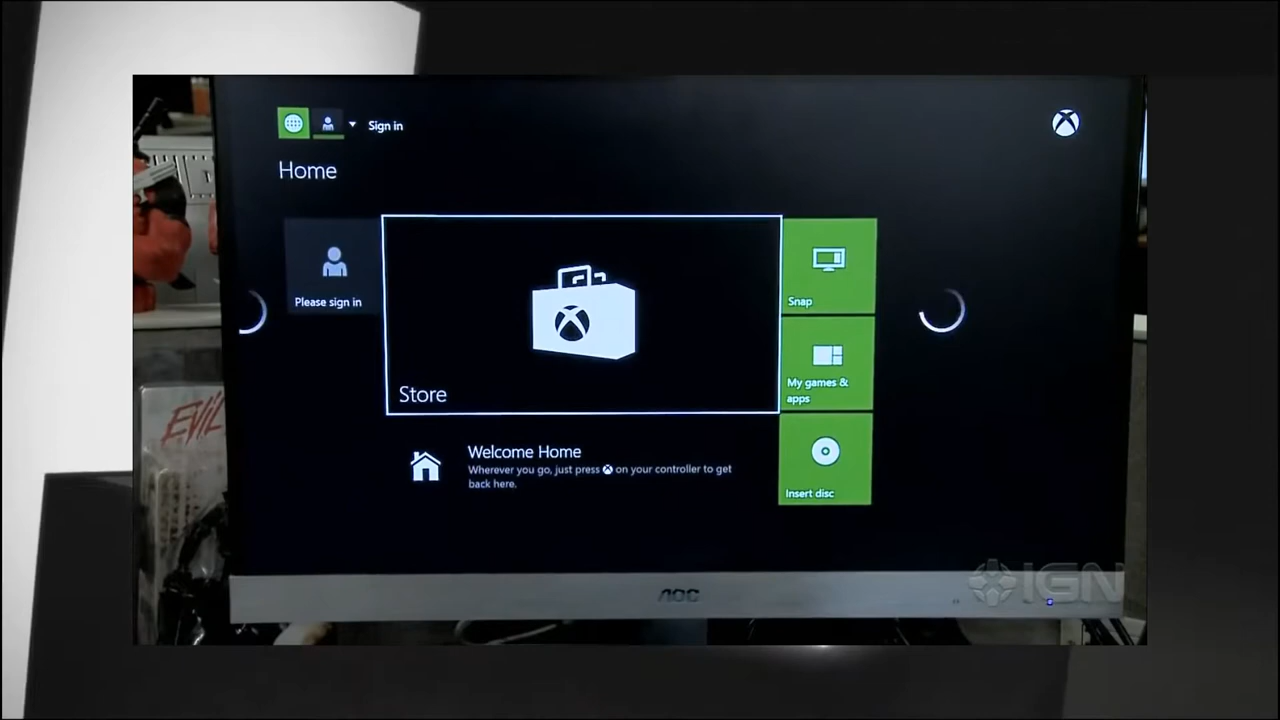 Sign in
Home
Please sign in
Store
Snap
My games &
apps
Insert disc
Welcome Home
Wherever you go, just press on your controller to get
back here.
EVIL
AOC
IGN